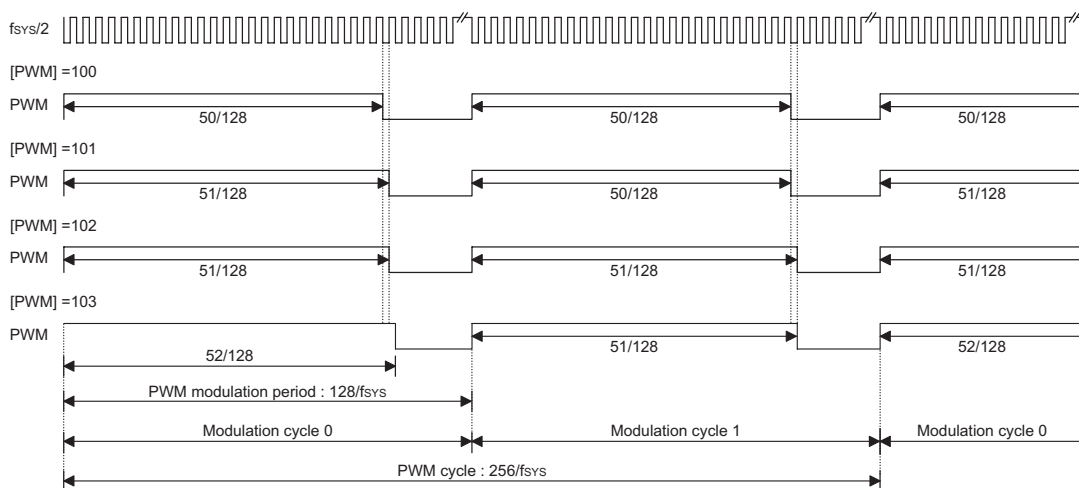 fSYS/2
[PWM] =100
PWM
50/128 50/128 50/128
[PWM] =101
PWM
51/128 50/128 51/128
[PWM] =102
PWM
51/128 51/128 51/128
[PWM] =103
PWM
52/128 51/128 52/128
PWM modulation period : 128/fSYS
Modulation cycle 0 Modulation cycle 1 Modulation cycle 0
PWM cycle : 256/fSYS